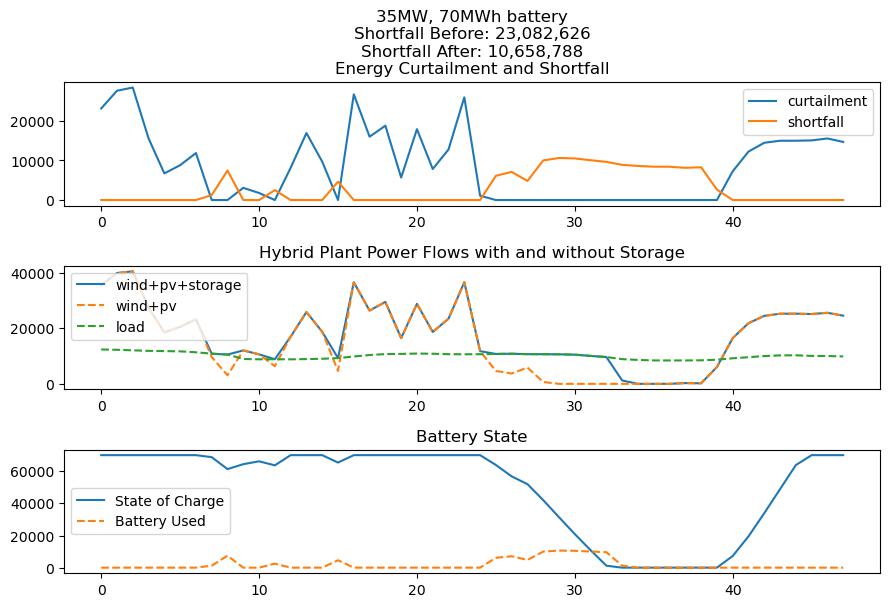 35MW, 70MWh battery
Shortfall Before: 23,082,626
Shortfall After: 10,658,788
Energy Curtailment and Shortfall
curtailment
shortfall
20000
10000
0
0 10 20 30 40
Hybrid Plant Power Flows with and without Storage
40000
wind+pv+storage
wind+pv
20000
load
0
0 10 20 30 40
Battery State
60000
State of Charge
40000
Battery Used
20000
0
0 10 20 30 40